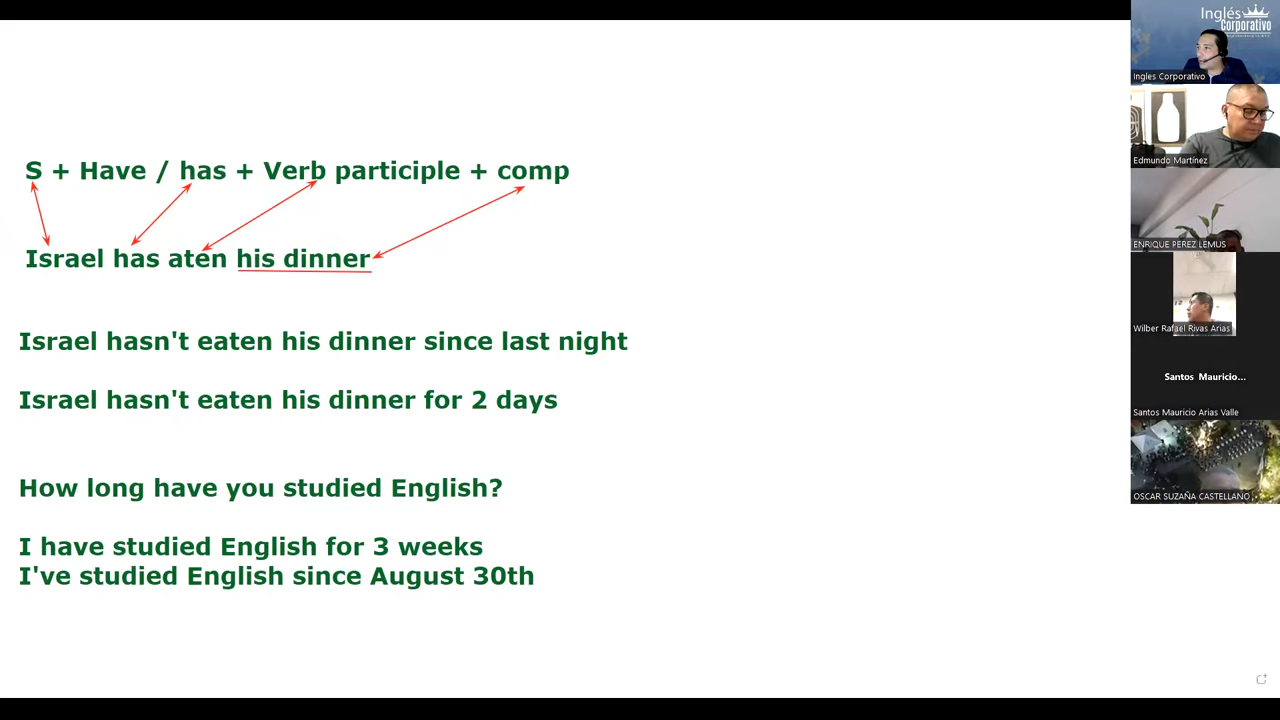 S + Have / has + Verb participle + comp
Israel has aten his dinner
Israel hasn't eaten his dinner since last night
Israel hasn't eaten his dinner for 2 days
How long have you studied English?
I have studied English for 3 weeks
I've studied English since August 30th
Inglés
Corporativo
Ingles Corporativo
Edmundo Martínez
ENRIQUE PEREZ LEMUS
Wilber Rafael Rivas Arias
Santos Mauricio...
Santos Mauricio Arias Valle
OSCAR SUZAÑA CASTELLANO